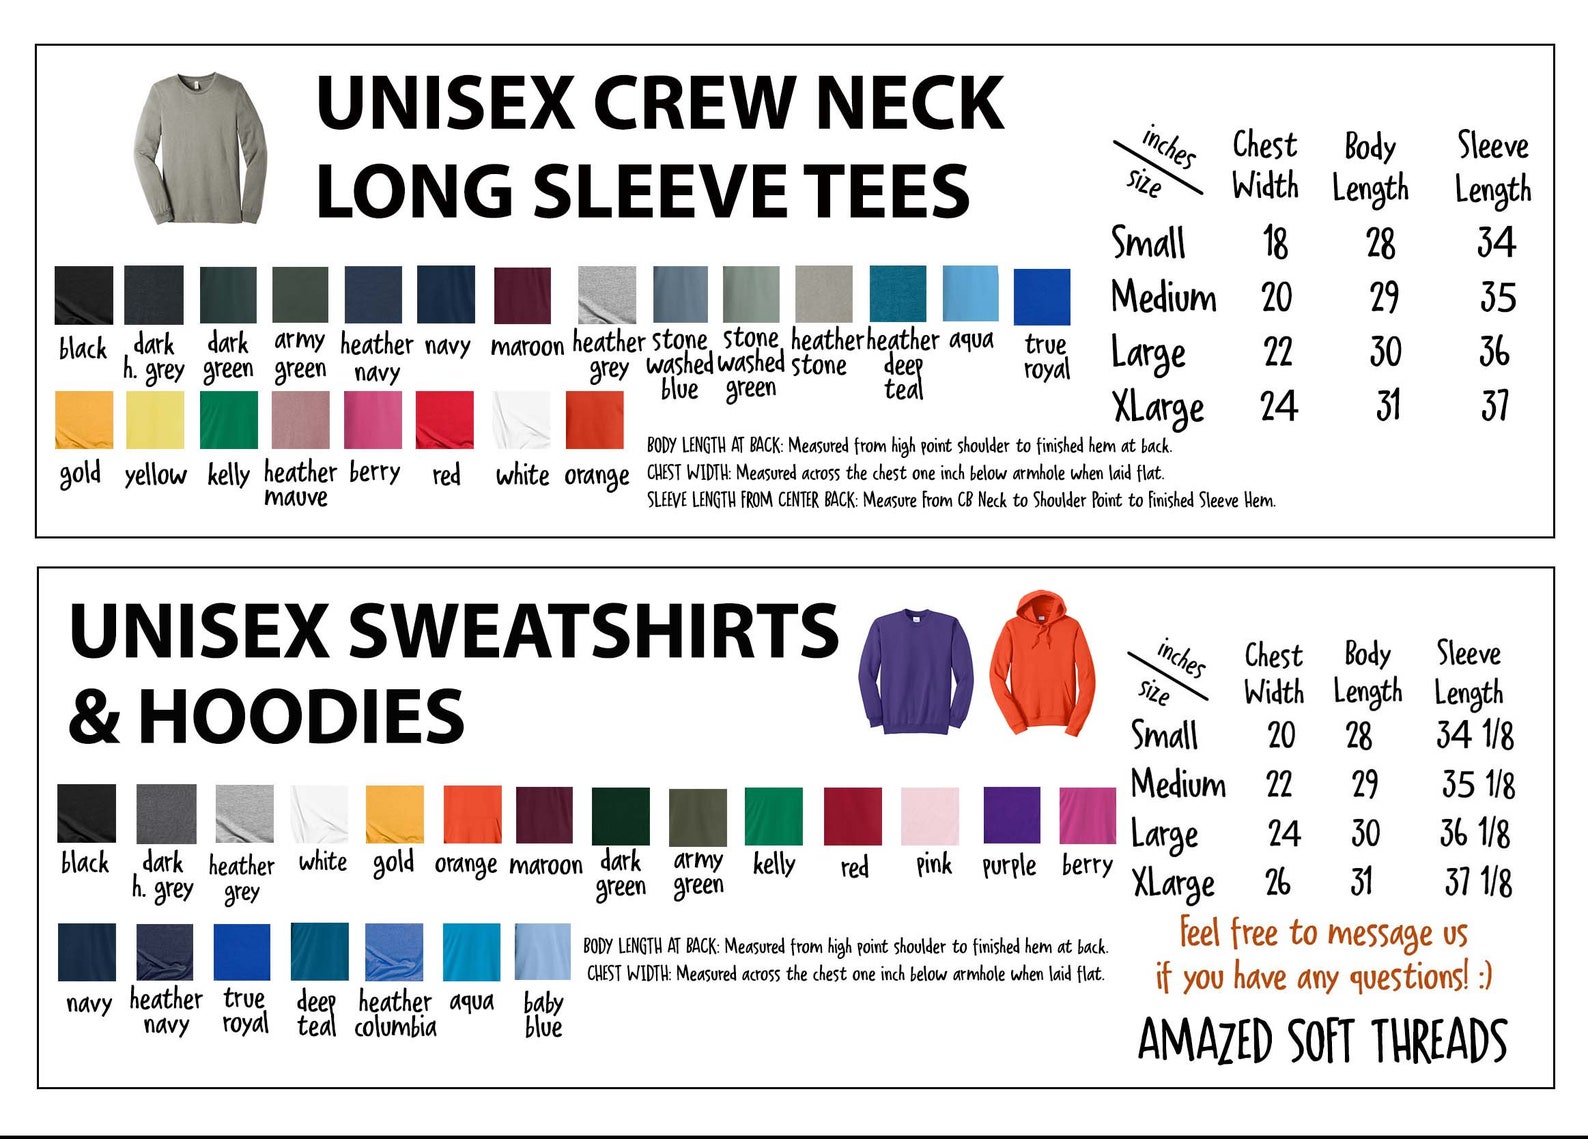 UNISEX CREW NECK
LONG SLEEVE TEES
inches
size
Chest Width
Body Length
Sleeve Length
Small 18 28 34
Medium 20 29 35
Large 22 30 36
XLarge 24 31 37
black
dark h. grey
dark green
army green
heather navy
navy
maroon
heather grey
stone washed blue
stone washed green
heather stone
heather deep teal
aqua
true royal
gold
yellow
kelly
heather mauve
berry
red
white
orange
BODY LENGTH AT BACK: Measured from high point shoulder to finished hem at back.
CHEST WIDTH: Measured across the chest one inch below armhole when laid flat.
SLEEVE LENGTH FROM CENTER BACK: Measure From CB Neck to Shoulder Point to Finished Sleeve Hem.
UNISEX SWEATSHIRTS
& HOODIES
inches
size
Chest Width
Body Length
Sleeve Length
Small 20 28 34 1/8
Medium 22 29 35 1/8
Large 24 30 36 1/8
XLarge 26 31 37 1/8
black
dark h. grey
heather grey
white
gold
orange
maroon
dark green
army green
kelly
red
pink
purple
berry
navy
heather navy
true royal
deep teal
heather columbia
aqua
baby blue
BODY LENGTH AT BACK: Measured from high point shoulder to finished hem at back.
CHEST WIDTH: Measured across the chest one inch below armhole when laid flat.
Feel free to message us
if you have any questions! :)
AMAZED SOFT THREADS